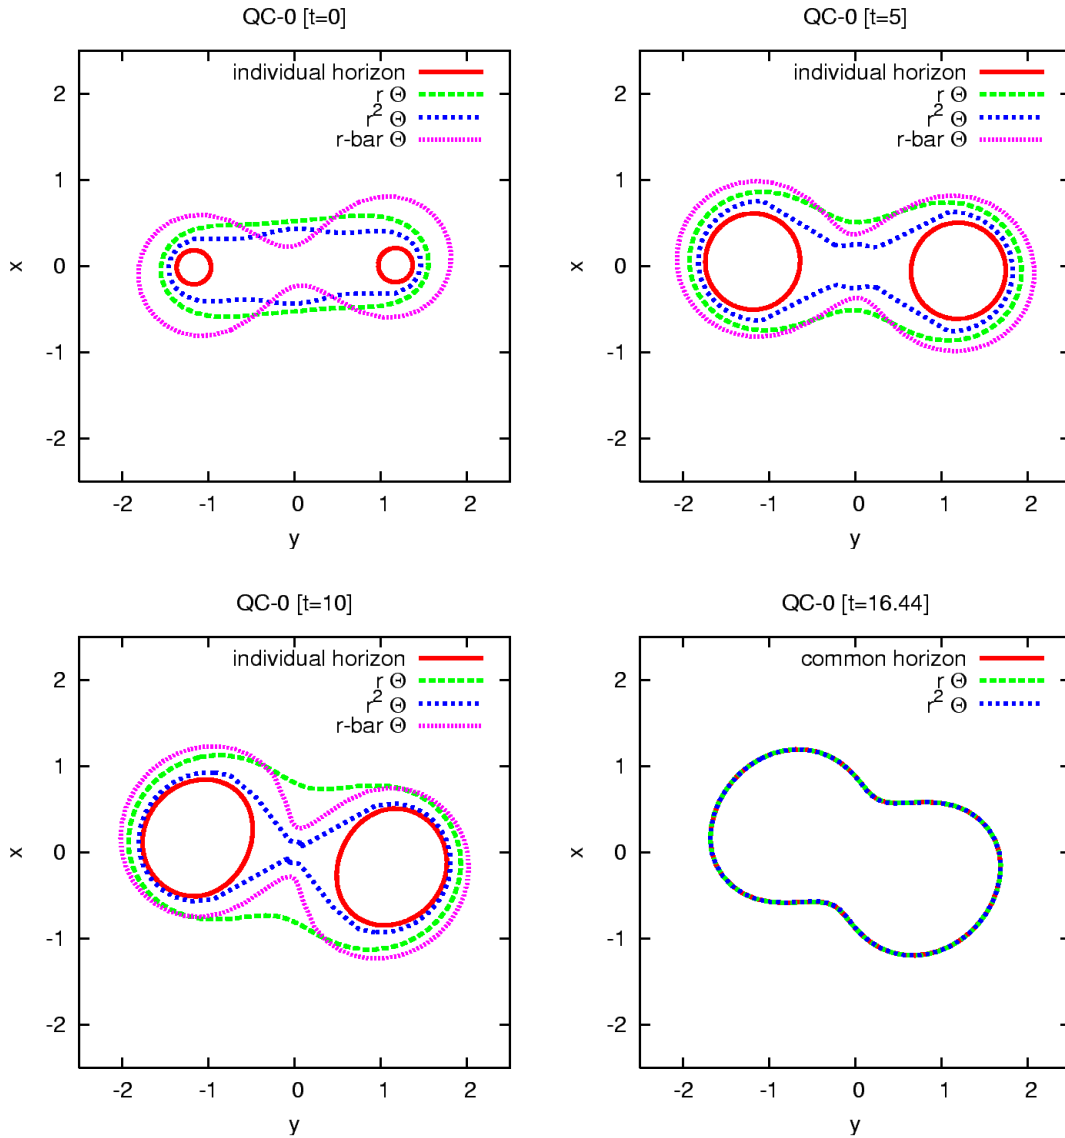 QC-0 [t=0]
individual horizon
r Θ
r² Θ
r-bar Θ
2
1
0
-1
-2
x
-2 -1 0 1 2
y
QC-0 [t=5]
individual horizon
r Θ
r² Θ
r-bar Θ
2
1
0
-1
-2
x
-2 -1 0 1 2
y
QC-0 [t=10]
individual horizon
r Θ
r² Θ
r-bar Θ
2
1
0
-1
-2
x
-2 -1 0 1 2
y
QC-0 [t=16.44]
common horizon
r Θ
r² Θ
2
1
0
-1
-2
x
-2 -1 0 1 2
y